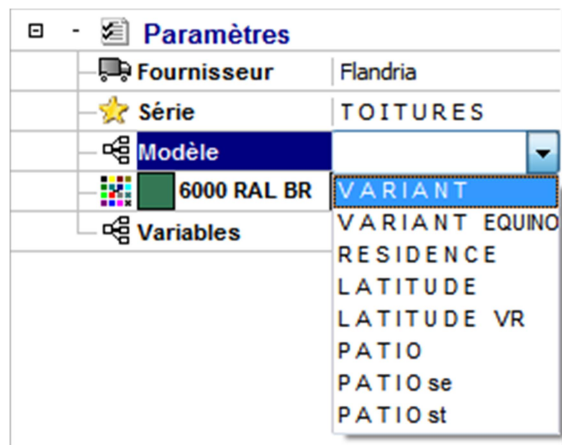 Paramètres
Fournisseur Flandria
Série TOITURES
Modèle
6000 RAL BR VARIANT
VARIANT EQUINO
Variables
RESIDENCE
LATITUDE
LATITUDE VR
PATIO
PATIO se
PATIO st